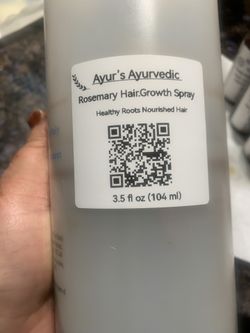 Ayur's Ayurvedic
Rosemary Hair.Growth Spray
Healthy Roots Nourished Hair
3.5 fl oz (104 ml)